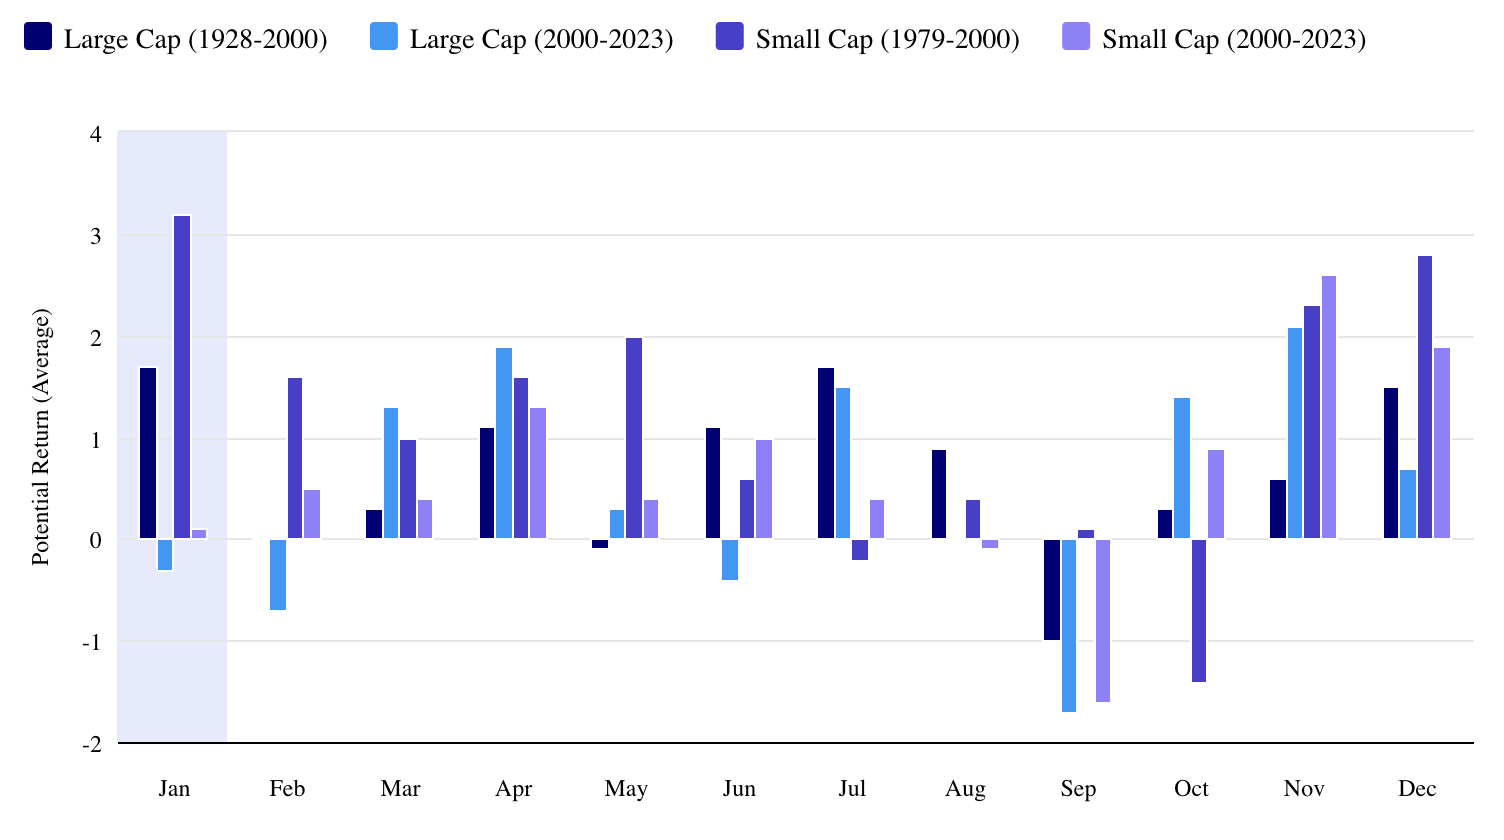 Large Cap (1928-2000) Large Cap (2000-2023) Small Cap (1979-2000) Small Cap (2000-2023)
Potential Return (Average)
4
3
2
1
0
-1
-2
Jan Feb Mar Apr May Jun Jul Aug Sep Oct Nov Dec